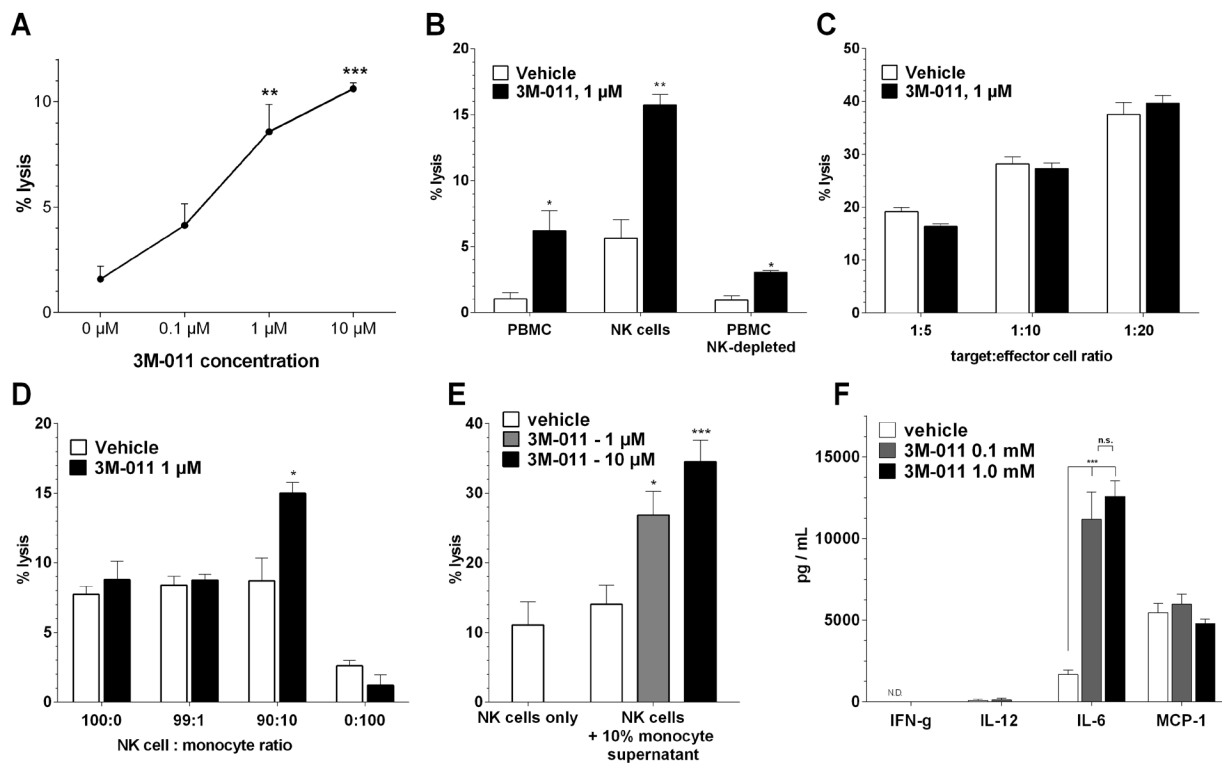 A
% lysis
10
5
0
0 µM
0.1 µM
1 µM
10 µM
**
***
3M-011 concentration
B
% lysis
20
15
10
5
0
Vehicle
3M-011, 1 µM
*
**
*
PBMC
NK cells
PBMC
NK-depleted
C
% lysis
50
40
30
20
10
0
Vehicle
3M-011, 1 µM
1:5
1:10
1:20
target:effector cell ratio
D
% lysis
20
15
10
5
0
Vehicle
3M-011 1 µM
*
100:0
99:1
90:10
0:100
NK cell : monocyte ratio
E
% lysis
40
30
20
10
0
vehicle
3M-011 - 1 µM
3M-011 - 10 µM
*
***
NK cells only
NK cells
+ 10% monocyte
supernatant
F
pg / mL
15000
10000
5000
0
vehicle
3M-011 0.1 mM
3M-011 1.0 mM
n.s.
***
N.D.
IFN-g
IL-12
IL-6
MCP-1